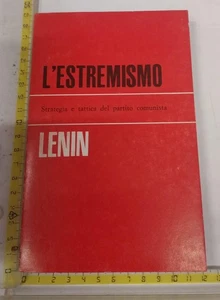 L'ESTREMISMO
Strategia e tattica del partito comunista
LENIN